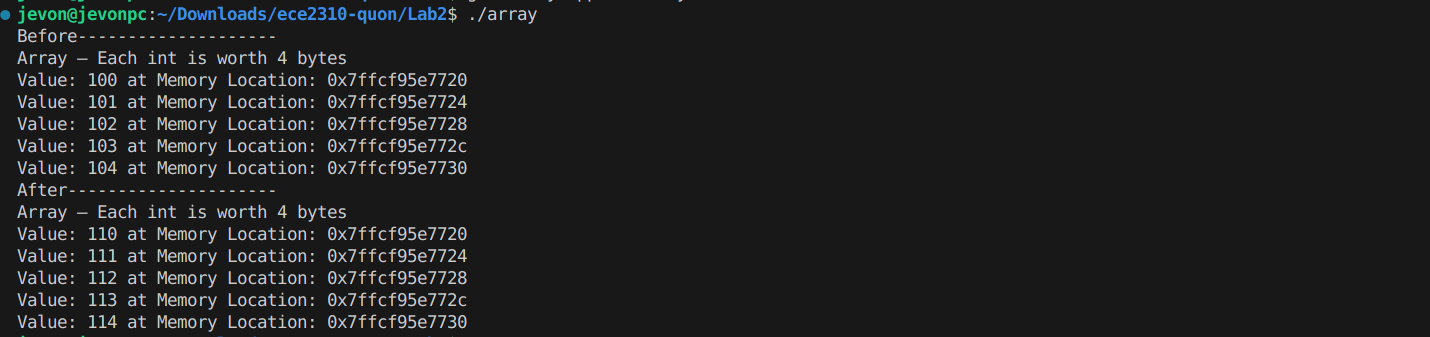 jevon@jevonpc:~/Downloads/ece2310-quon/Lab2$ ./array
Before--------------------
Array – Each int is worth 4 bytes
Value: 100 at Memory Location: 0x7ffcf95e7720
Value: 101 at Memory Location: 0x7ffcf95e7724
Value: 102 at Memory Location: 0x7ffcf95e7728
Value: 103 at Memory Location: 0x7ffcf95e772c
Value: 104 at Memory Location: 0x7ffcf95e7730
After---------------------
Array – Each int is worth 4 bytes
Value: 110 at Memory Location: 0x7ffcf95e7720
Value: 111 at Memory Location: 0x7ffcf95e7724
Value: 112 at Memory Location: 0x7ffcf95e7728
Value: 113 at Memory Location: 0x7ffcf95e772c
Value: 114 at Memory Location: 0x7ffcf95e7730